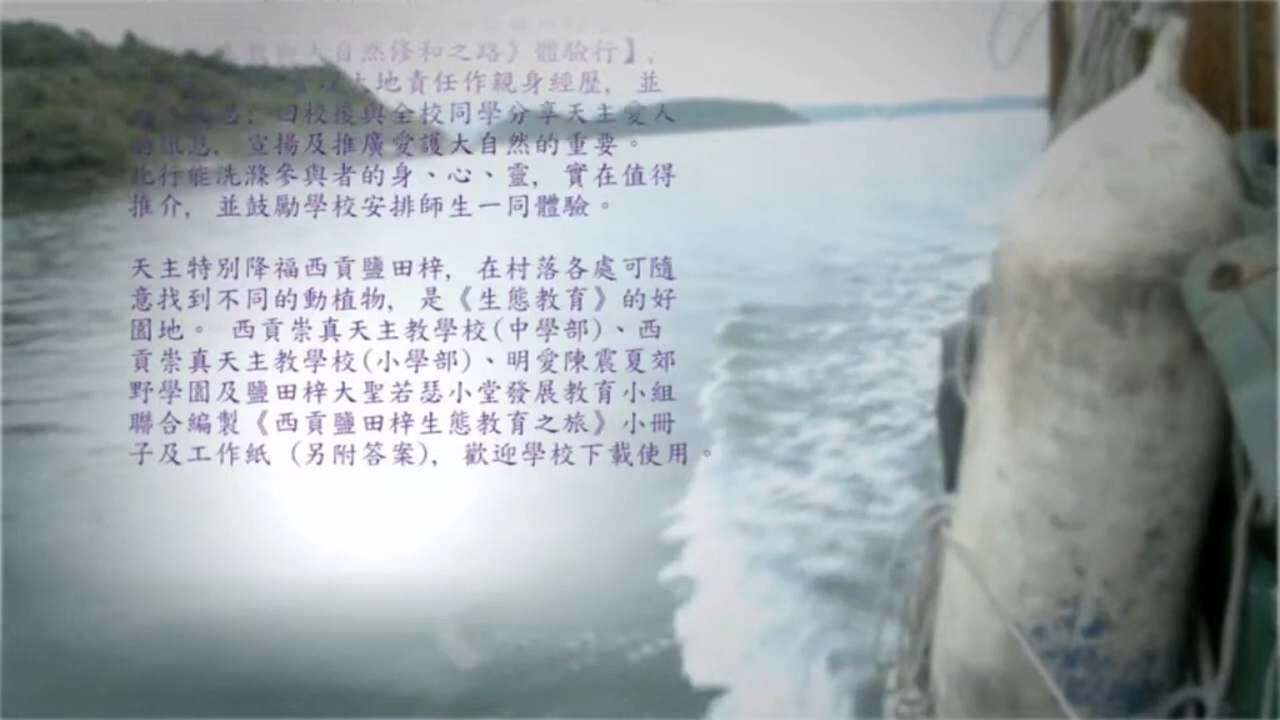 大自然修和之路》體驗行】，
大地責任作親身經歷，並
回校後與全校同學分享天主愛人
訊息，宣揚及推廣愛護大自然的重要。
此行能洗滌參與者的身、心、靈，實在值得
推介，並鼓勵學校安排師生一同體驗。
天主特別降福西貢鹽田梓，在村落各處可隨
意找到不同的動植物，是《生態教育》的好
園地。 西貢崇真天主教學校(中學部)、西
貢崇真天主教學校(小學部)、明愛陳震夏郊
野學園及鹽田梓大聖若瑟小堂發展教育小組
聯合編製《西貢鹽田梓生態教育之旅》小冊
子及工作紙 (另附答案)，歡迎學校下載使用。